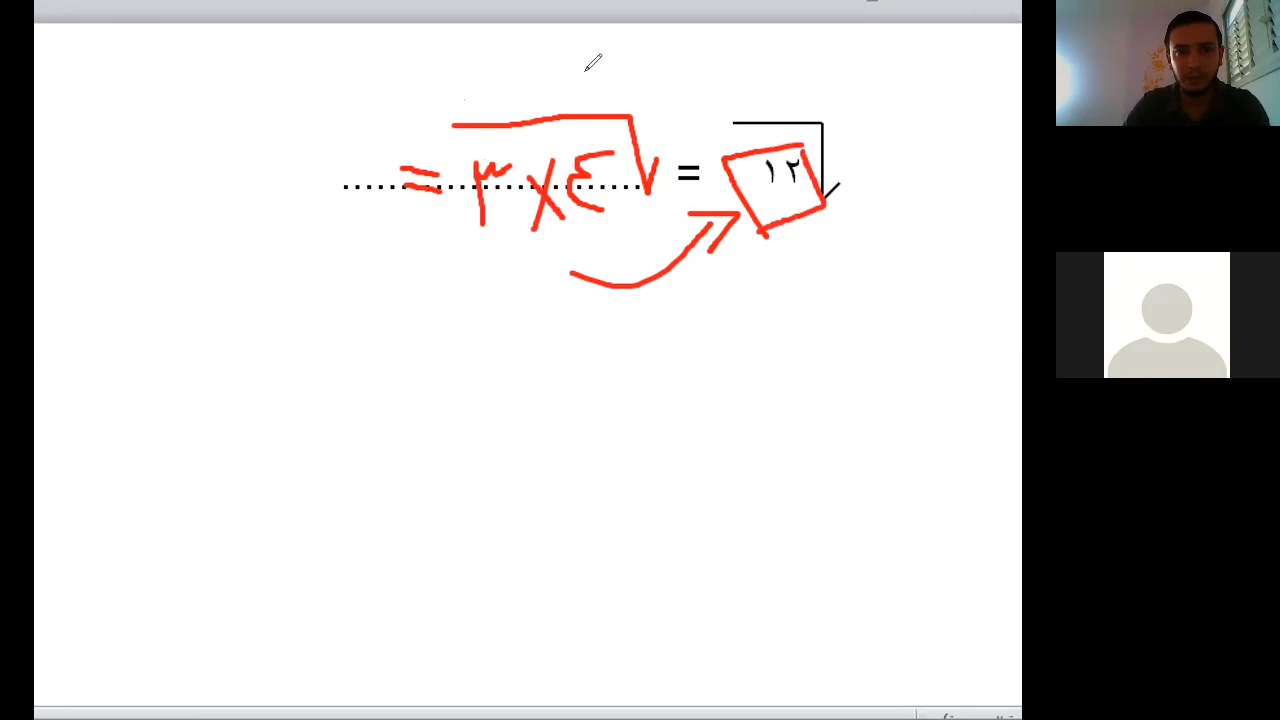 √١٢ = √٤×٣ =